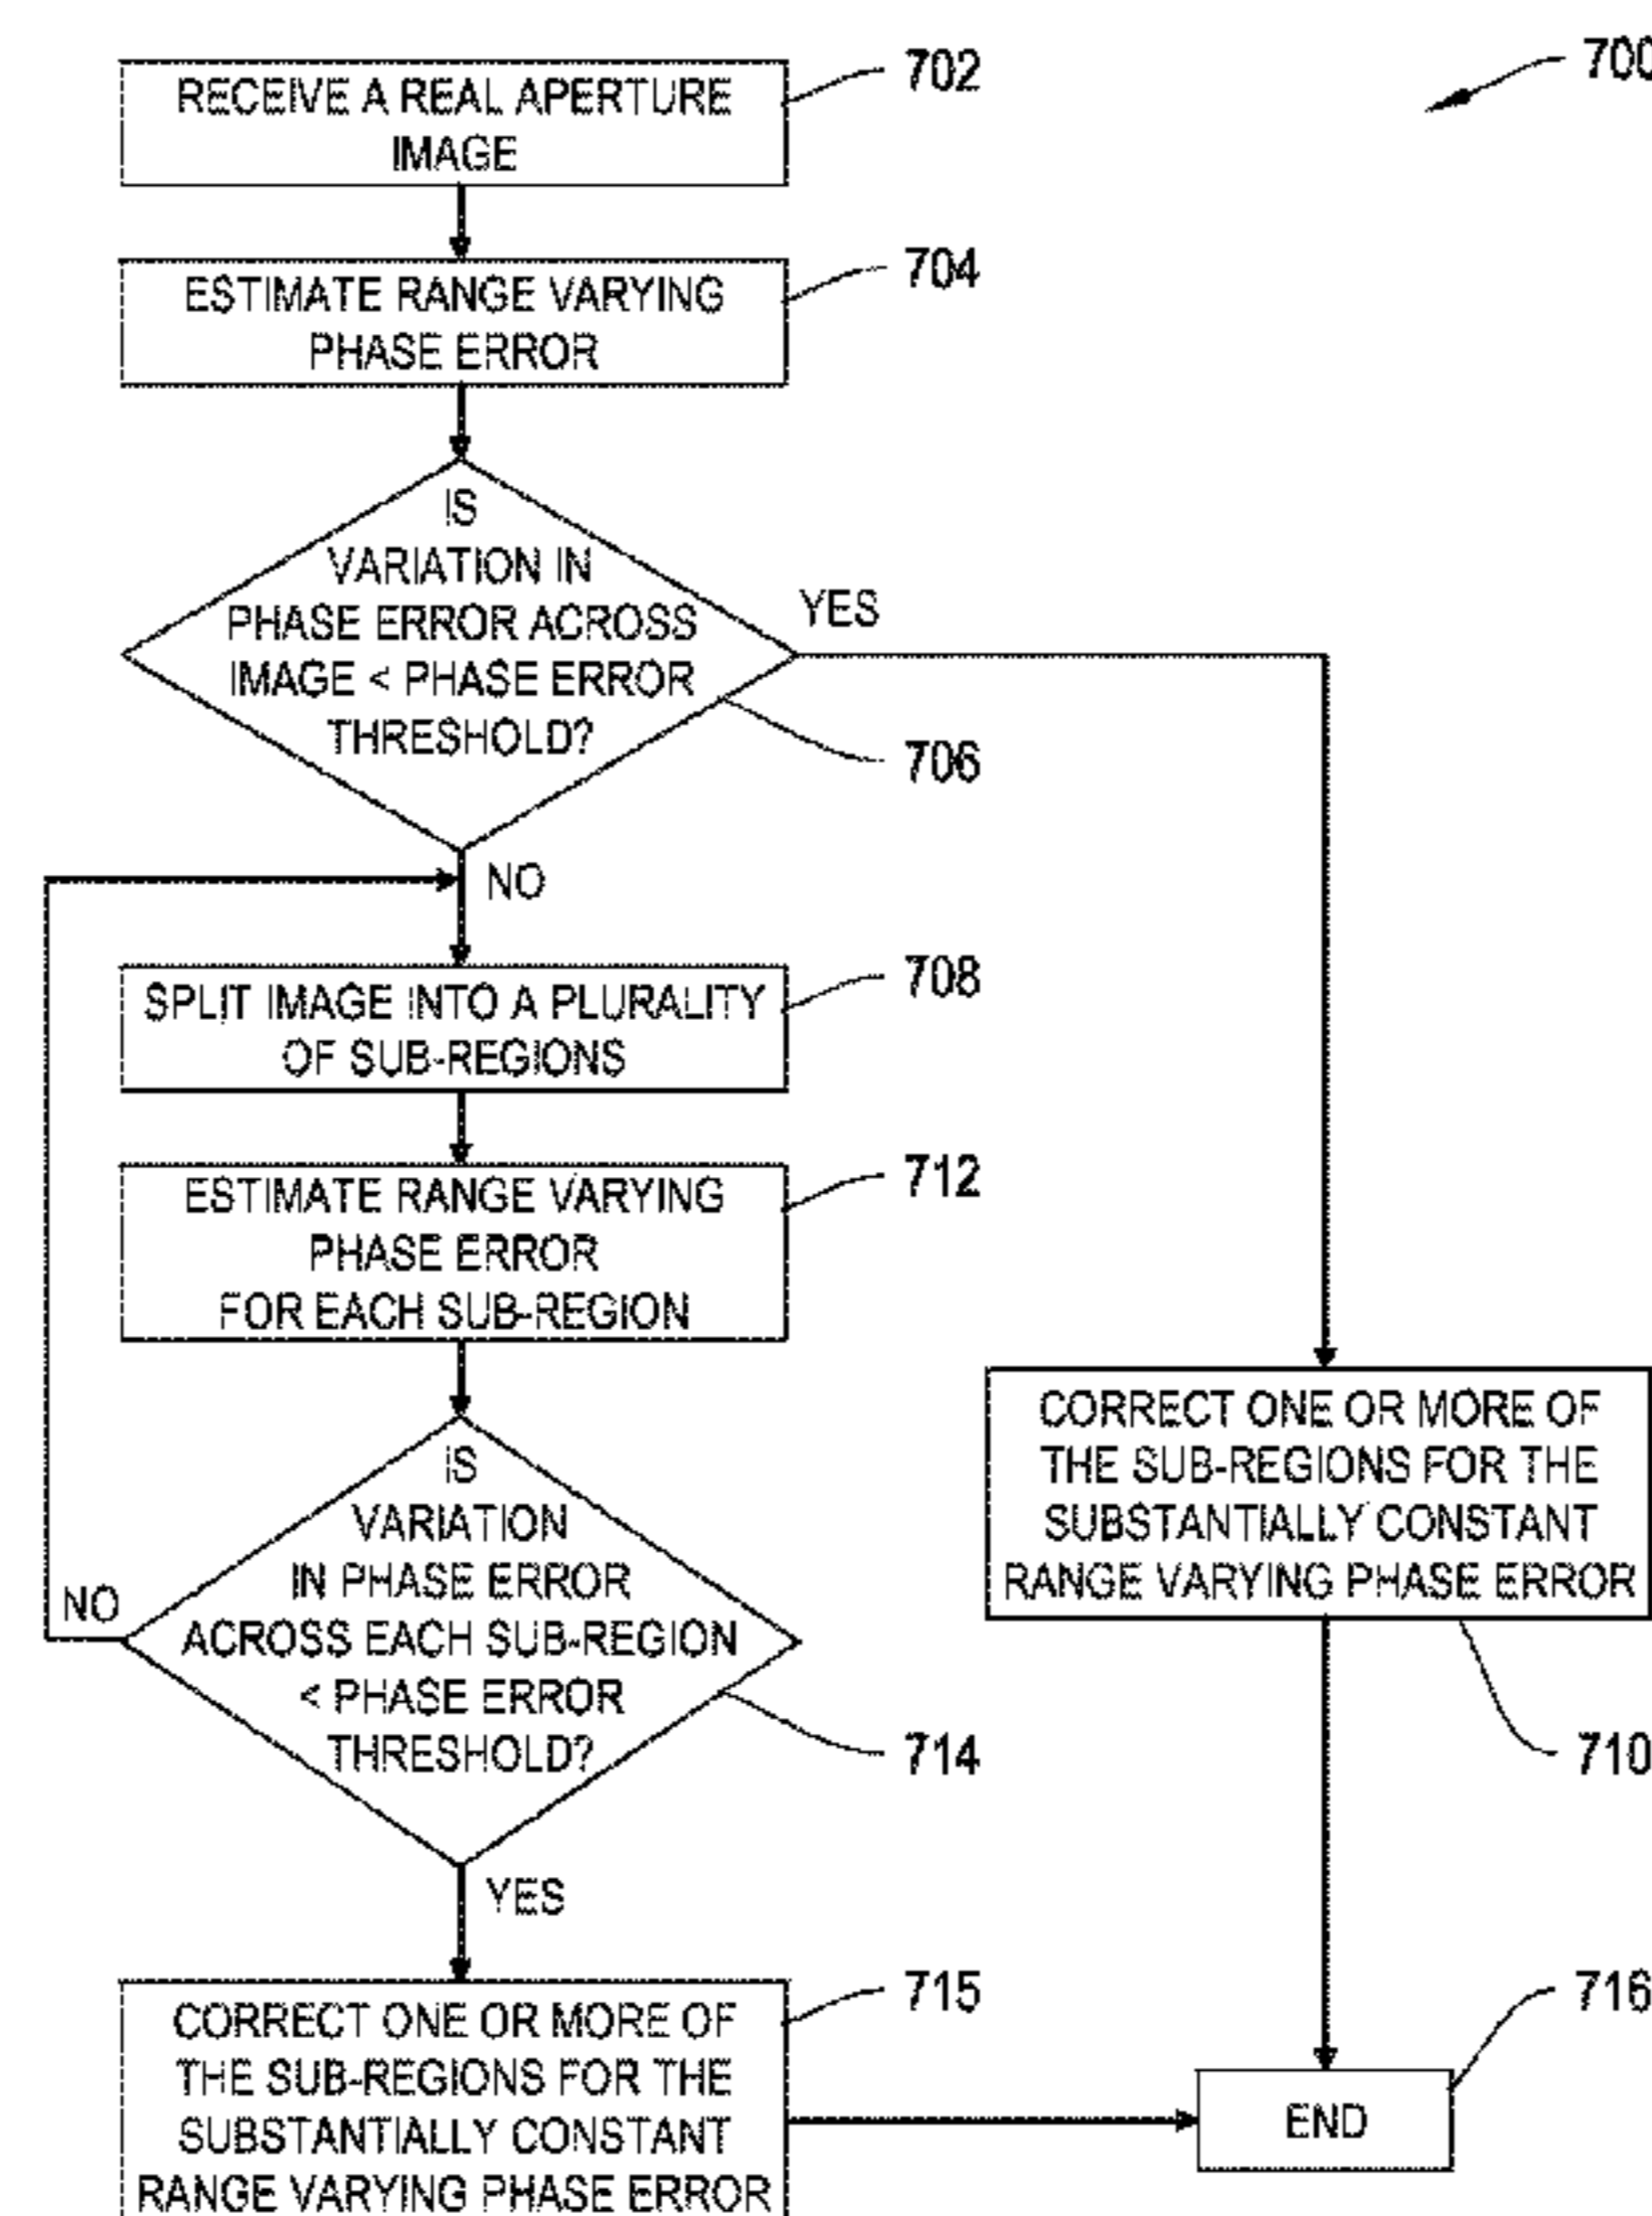 700
RECEIVE A REAL APERTURE
IMAGE
702
ESTIMATE RANGE VARYING
PHASE ERROR
704
IS
VARIATION IN
PHASE ERROR ACROSS
IMAGE < PHASE ERROR
THRESHOLD?
YES
706
NO
SPLIT IMAGE INTO A PLURALITY
OF SUB-REGIONS
708
ESTIMATE RANGE VARYING
PHASE ERROR
FOR EACH SUB-REGION
712
IS
VARIATION
IN PHASE ERROR
ACROSS EACH SUB-REGION
< PHASE ERROR
THRESHOLD?
NO
714
YES
CORRECT ONE OR MORE OF
THE SUB-REGIONS FOR THE
SUBSTANTIALLY CONSTANT
RANGE VARYING PHASE ERROR
710
CORRECT ONE OR MORE OF
THE SUB-REGIONS FOR THE
SUBSTANTIALLY CONSTANT
RANGE VARYING PHASE ERROR
715
END
716